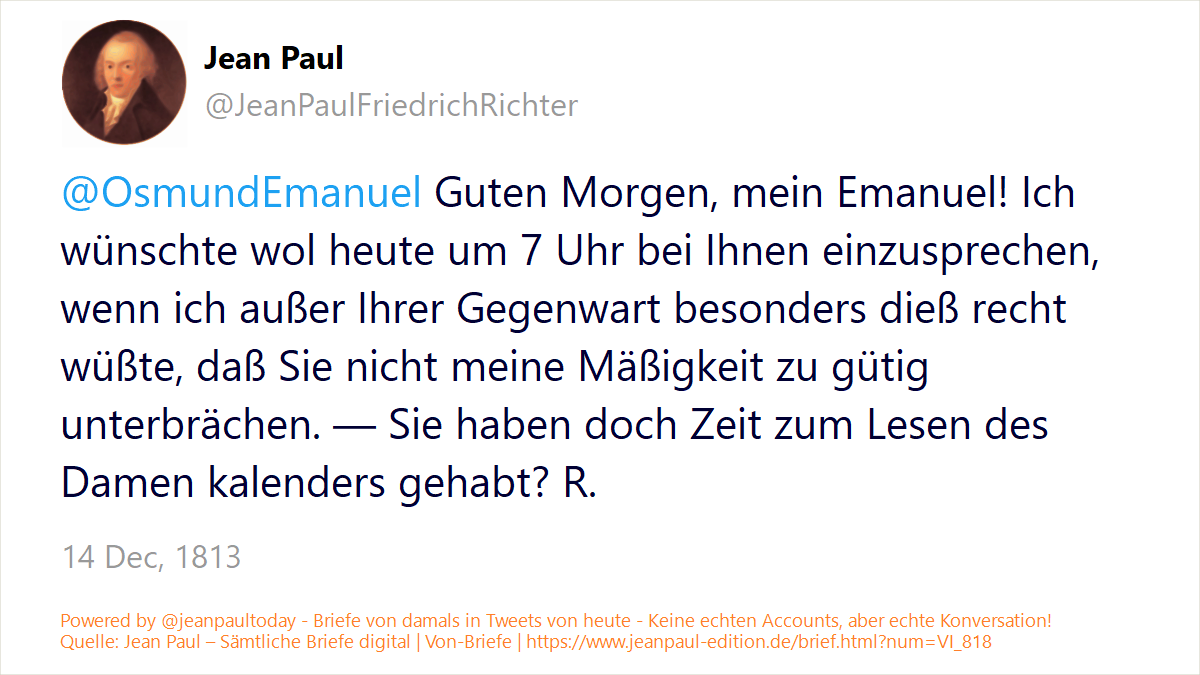 Jean Paul
@JeanPaulFriedrichRichter
@OsmundEmanuel Guten Morgen, mein Emanuel! Ich
wünschte wol heute um 7 Uhr bei Ihnen einzusprechen,
wenn ich außer Ihrer Gegenwart besonders dieß recht
wüßte, daß Sie nicht meine Mäßigkeit zu gütig
unterbrächen. — Sie haben doch Zeit zum Lesen des
Damen kalenders gehabt? R.
14 Dec, 1813
Powered by @jeanpaultoday - Briefe von damals in Tweets von heute - Keine echten Accounts, aber echte Konversation!
Quelle: Jean Paul – Sämtliche Briefe digital | Von-Briefe | https://www.jeanpaul-edition.de/brief.html?num=VI_818